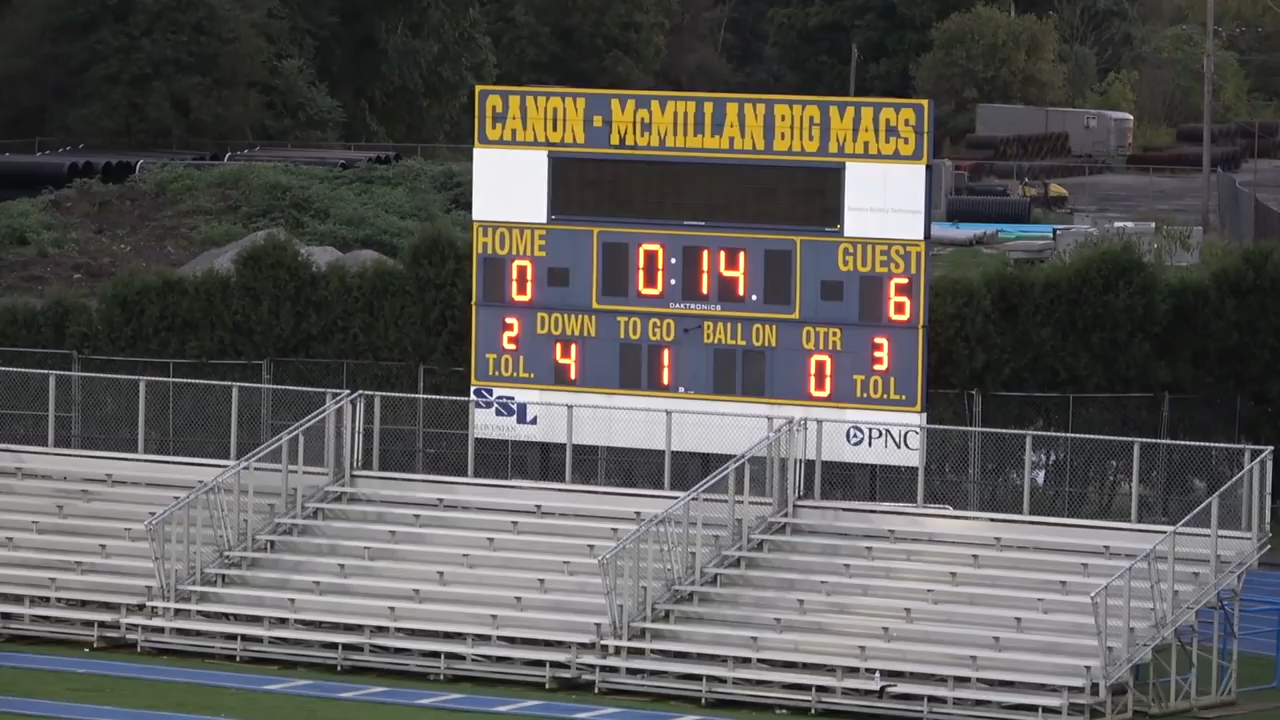 CANON - McMILLAN BIG MACS
HOME 0:14. GUEST
0 6
DAKTRONICS
2 DOWN TO GO BALL ON QTR 3
T.O.L. 4 1 0 T.O.L.
SSL
PNC